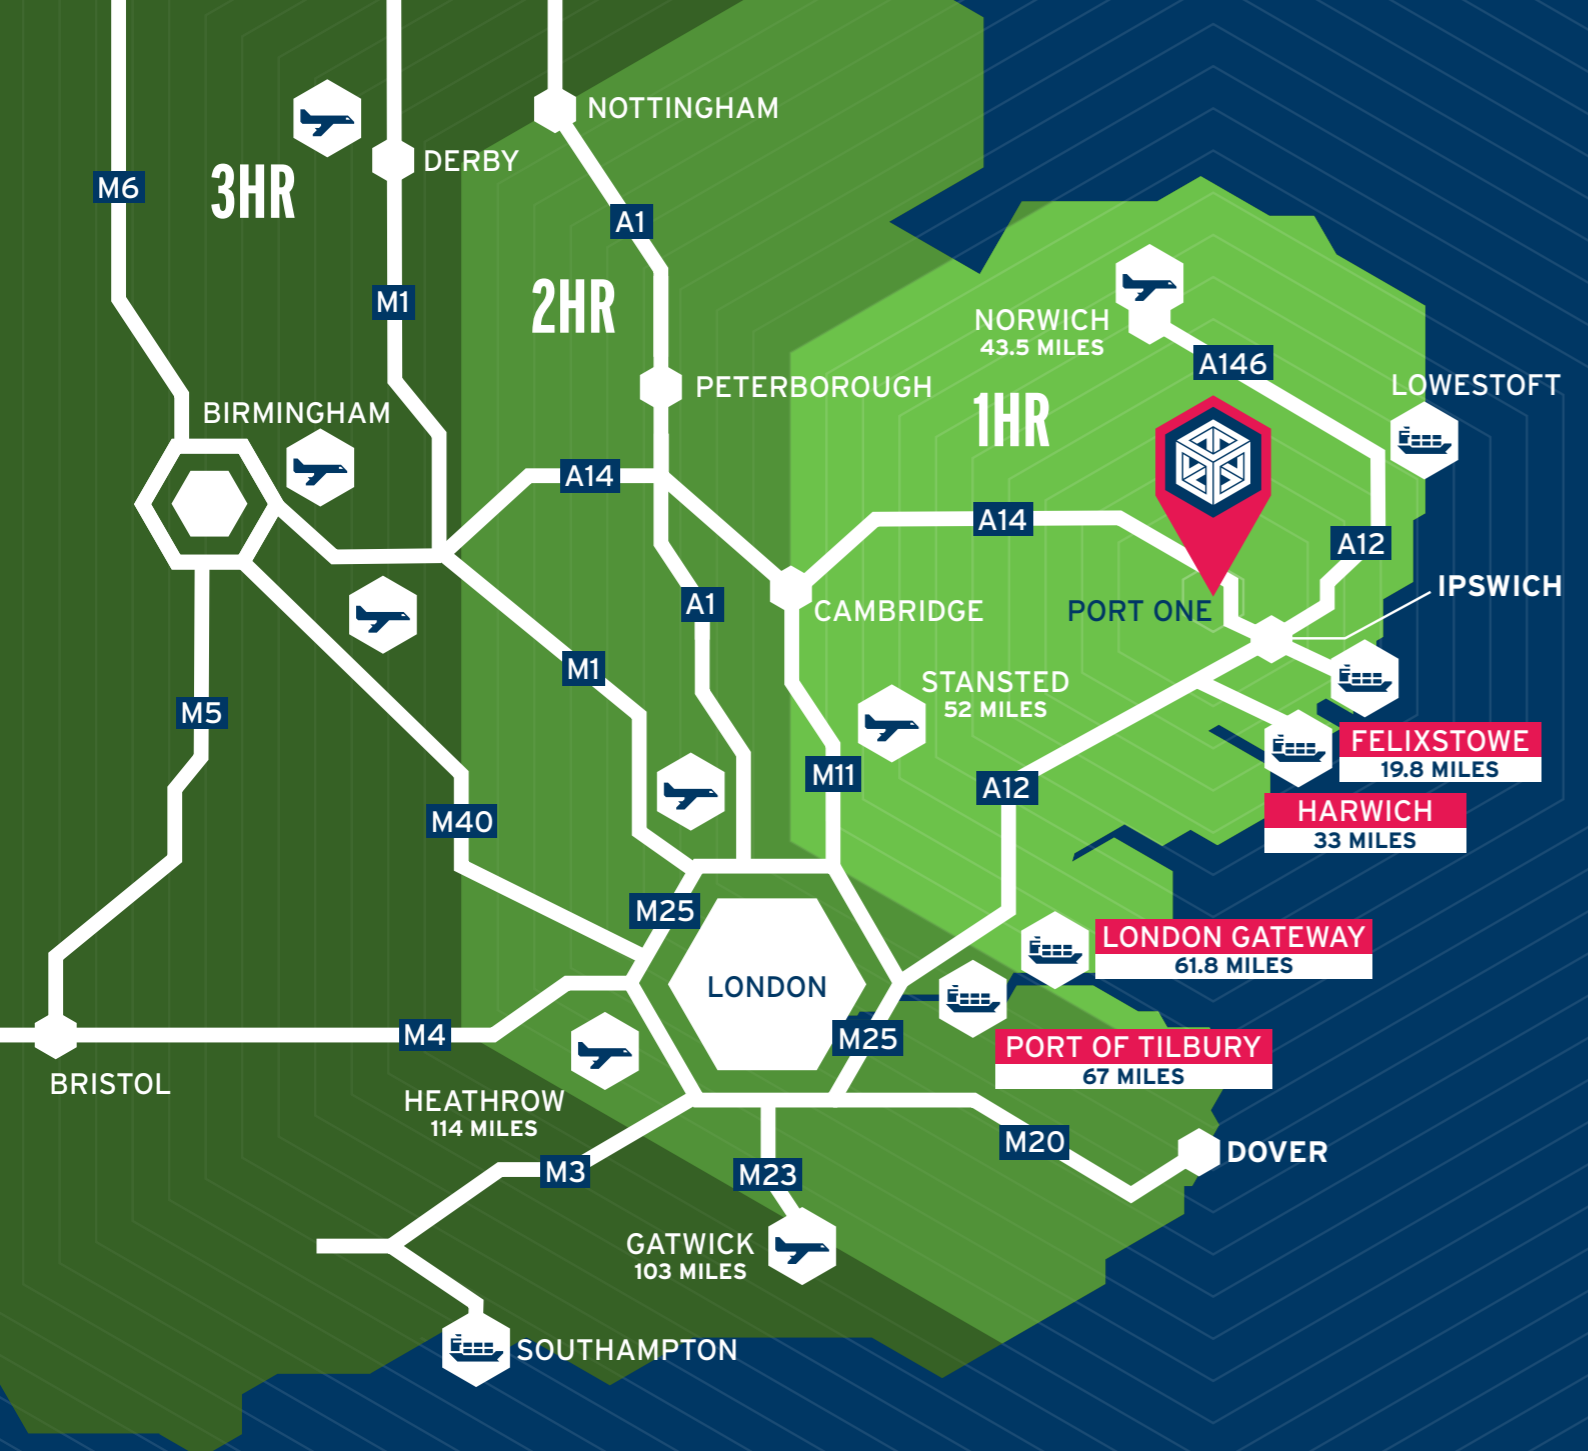 NOTTINGHAM
DERBY
M6
3HR
A1
M1
2HR
NORWICH
43.5 MILES
A146
PETERBOROUGH
LOWESTOFT
BIRMINGHAM
1HR
A14
A14
A12
IPSWICH
A1
CAMBRIDGE
PORT ONE
M1
STANSTED
52 MILES
M5
FELIXSTOWE
19.8 MILES
M11
A12
HARWICH
33 MILES
M40
M25
LONDON GATEWAY
61.8 MILES
LONDON
M4
M25
PORT OF TILBURY
67 MILES
BRISTOL
HEATHROW
114 MILES
M20
DOVER
M3
M23
GATWICK
103 MILES
SOUTHAMPTON